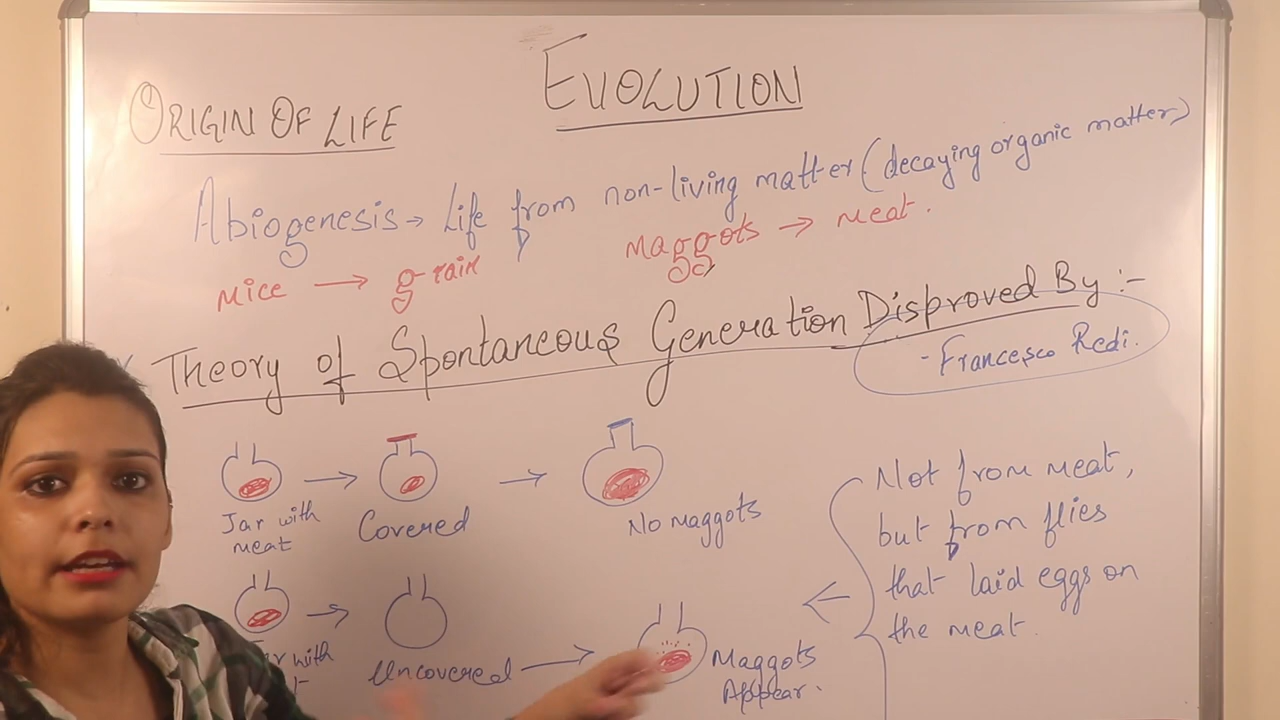 EVOLUTION
ORIGIN OF LIFE
Abiogenesis → Life from non-living matter (decaying organic matter)
Mice → grain
Maggots → meat.
Theory of Spontaneous Generation Disproved By :-
- Francesco Redi.
Jar with
meat
Covered
No maggots
with
Uncovered
Maggots
Appear.
Not from meat,
but from flies
that laid eggs on
the meat.